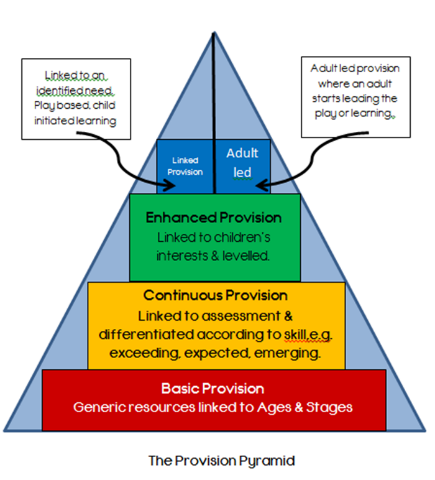 Linked to an
identified need.
Play based, child
initiated learning
Adult led provision
where an adult
starts leading the
play or learning.
Linked
Provision
Adult
led
Enhanced Provision
Linked to children's
interests & levelled.
Continuous Provision
Linked to assessment &
differentiated according to skill,e.g.
exceeding, expected, emerging.
Basic Provision
Generic resources linked to Ages & Stages
The Provision Pyramid